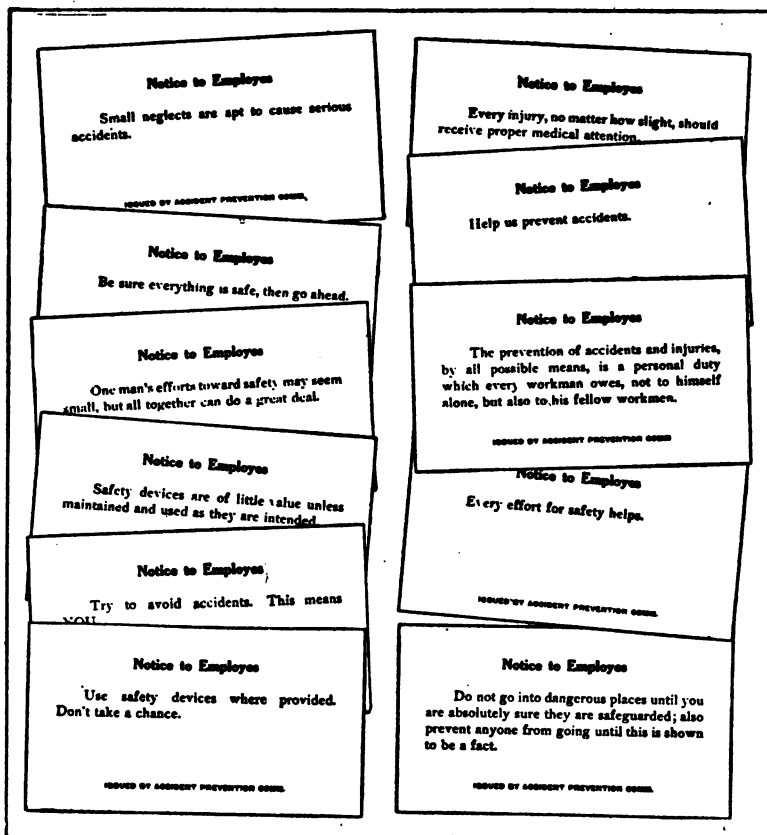 Notice to Employes
Small neglects are apt to cause serious
accidents.
ISSUED BY ACCIDENT PREVENTION COMM.
Notice to Employes
Be sure everything is safe, then go ahead.
Notice to Employes
One man's efforts toward safety may seem
small, but all together can do a great deal.
Notice to Employes
Safety devices are of little value unless
maintained and used as they are intended
Notice to Employes
Try to avoid accidents. This means
YOU
Notice to Employes
Use safety devices where provided.
Don't take a chance.
ISSUED BY ACCIDENT PREVENTION COMM.
Notice to Employes
Every injury, no matter how slight, should
receive proper medical attention.
Notice to Employes
Help us prevent accidents.
Notice to Employes
The prevention of accidents and injuries,
by all possible means, is a personal duty
which every workman owes, not to himself
alone, but also to his fellow workmen.
ISSUED BY ACCIDENT PREVENTION COMM
Notice to Employes
Every effort for safety helps.
ISSUED BY ACCIDENT PREVENTION COMM.
Notice to Employes
Do not go into dangerous places until you
are absolutely sure they are safeguarded; also
prevent anyone from going until this is shown
to be a fact.
ISSUED BY ACCIDENT PREVENTION COMM.